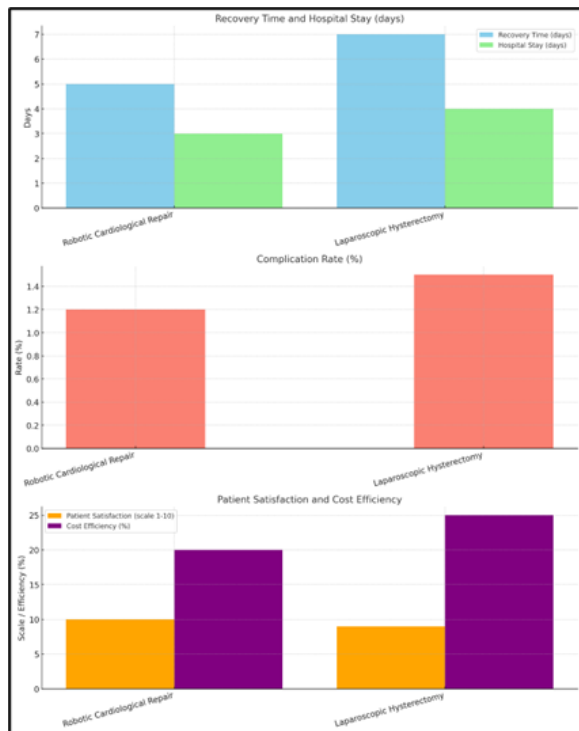 Recovery Time and Hospital Stay (days)
7
6
5
4
3
2
1
0
Days
Recovery Time (days)
Hospital Stay (days)
Robotic Cardiological Repair
Laparoscopic Hysterectomy
Complication Rate (%)
1.4
1.2
1.0
0.8
0.6
0.4
0.2
0.0
Rate (%)
Robotic Cardiological Repair
Laparoscopic Hysterectomy
Patient Satisfaction and Cost Efficiency
25
20
15
10
5
0
Scale / Efficiency (%)
Patient Satisfaction (scale 1-10)
Cost Efficiency (%)
Robotic Cardiological Repair
Laparoscopic Hysterectomy